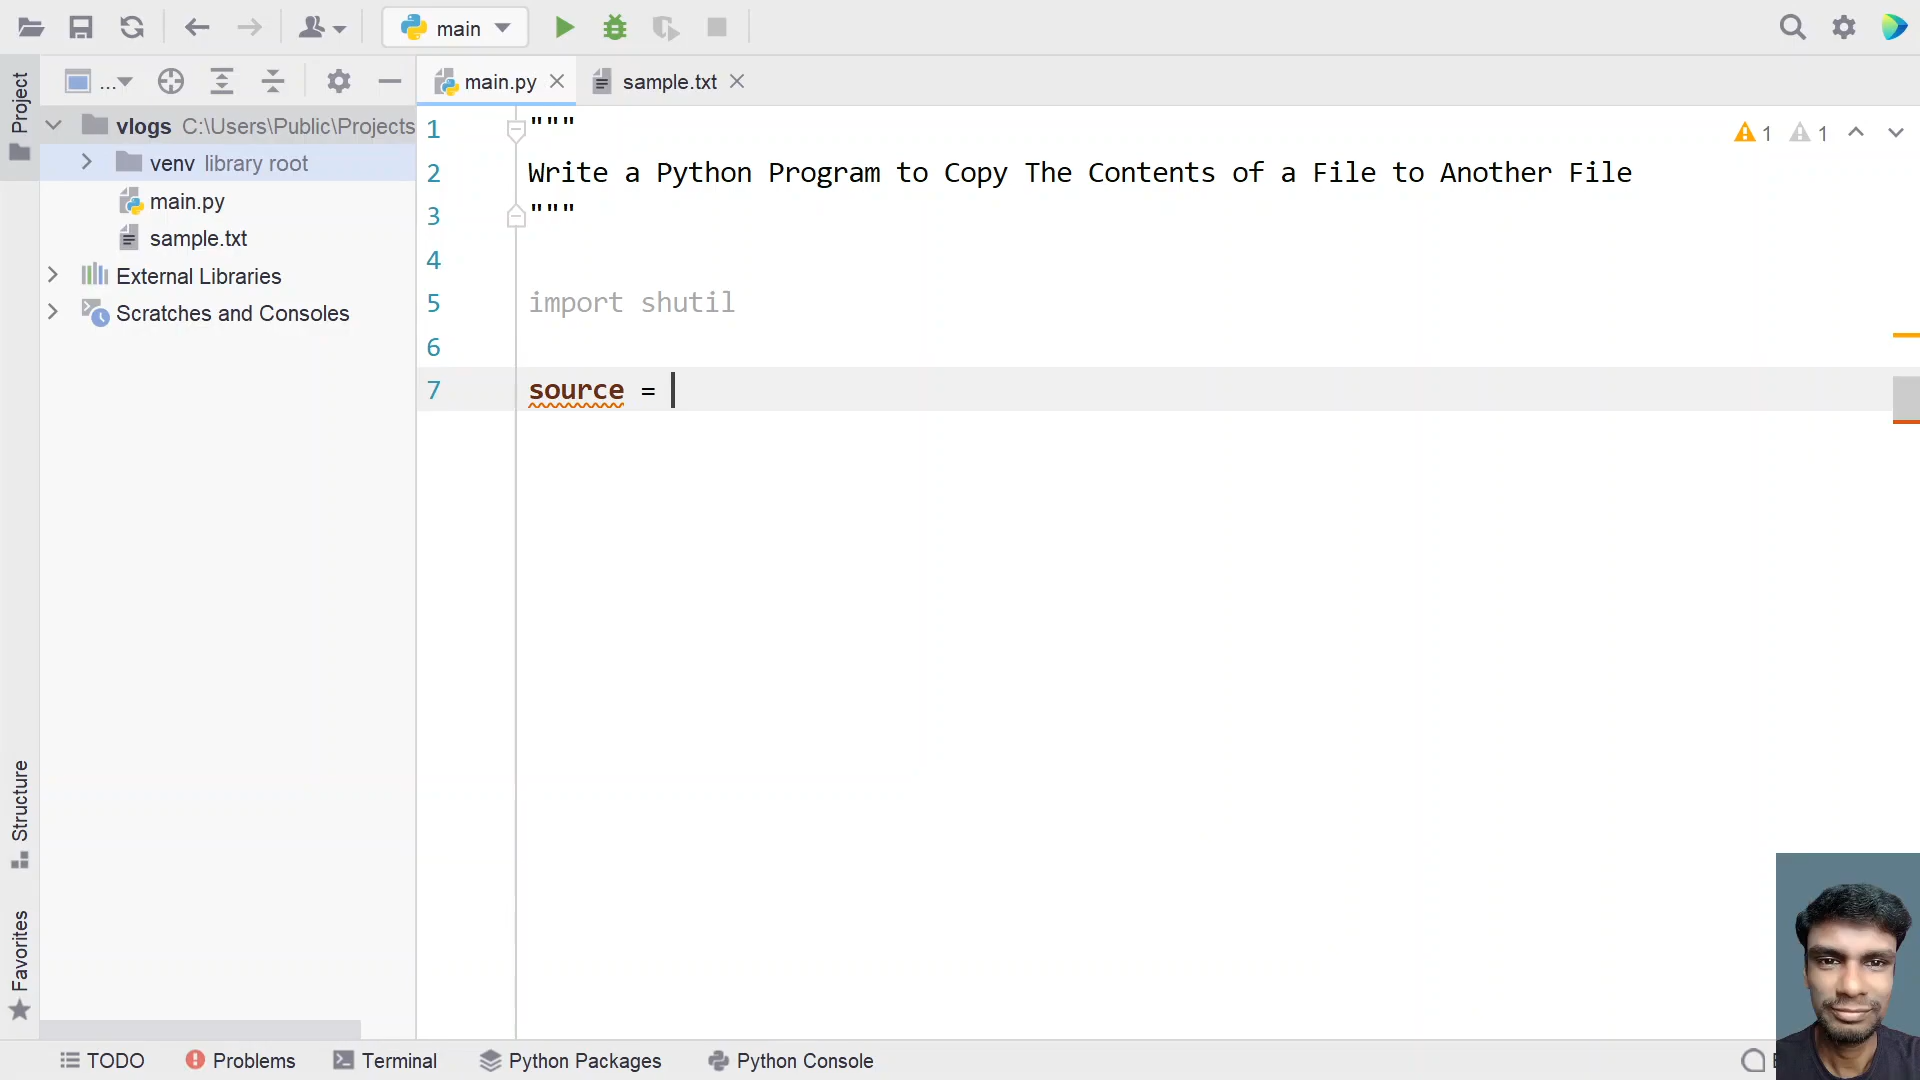 main
Project
...
main.py
sample.txt
vlogs C:\Users\Public\Projects
venv library root
main.py
sample.txt
External Libraries
Scratches and Consoles
1 """
2 Write a Python Program to Copy The Contents of a File to Another File
3 """
4
5 import shutil
6
7 source =
1 1
Structure
Favorites
TODO Problems Terminal Python Packages Python Console